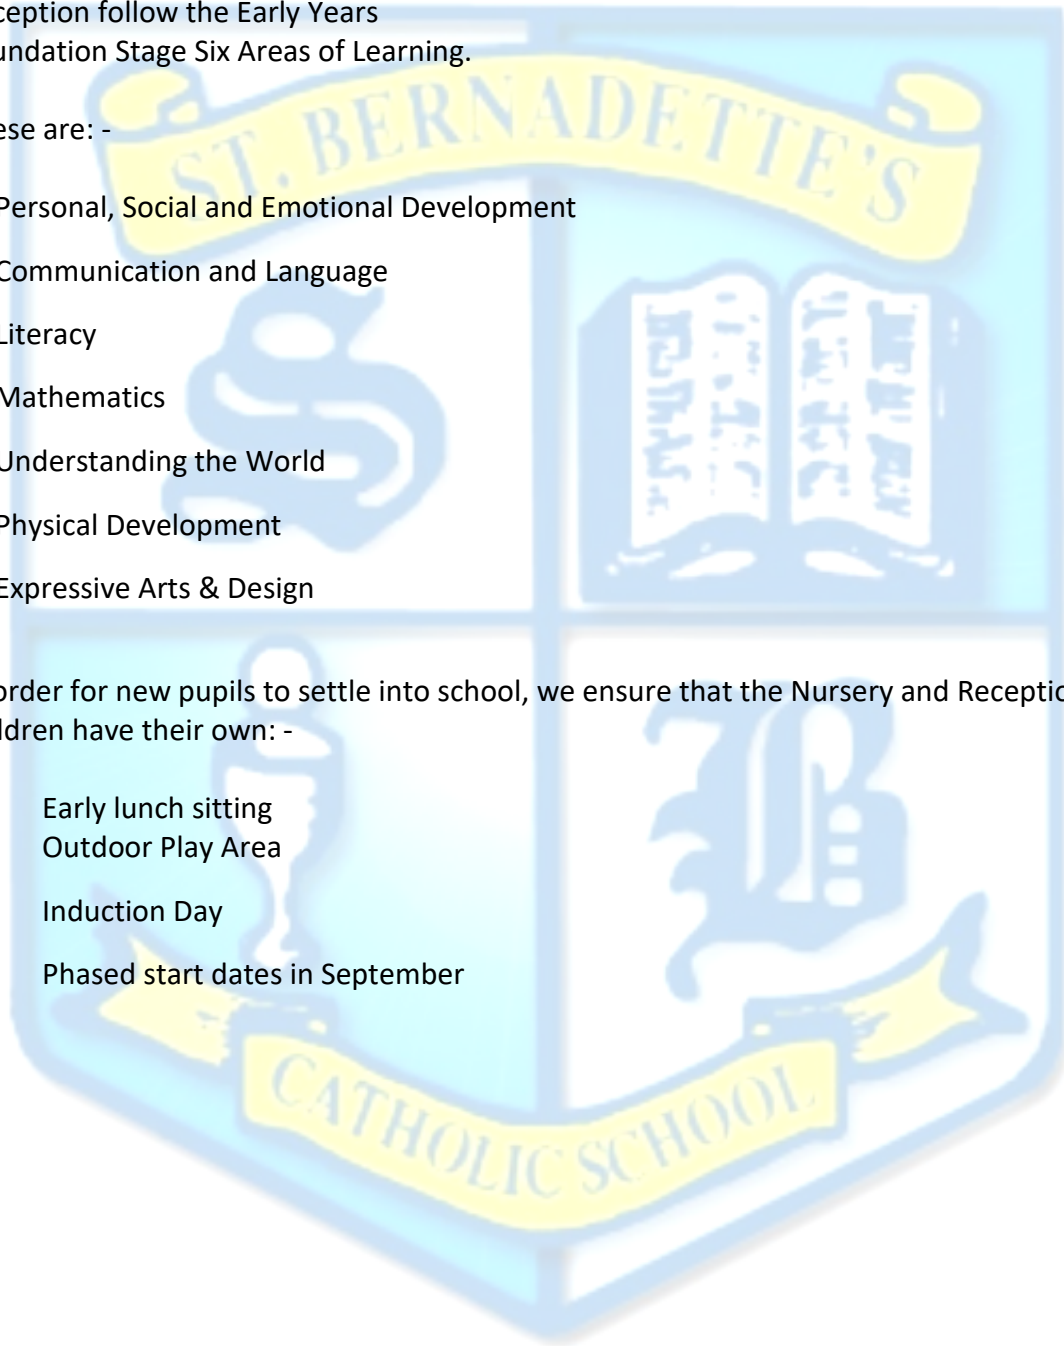 ception follow the Early Years
undation Stage Six Areas of Learning.
ese are: -
Personal, Social and Emotional Development
Communication and Language
Literacy
Mathematics
Understanding the World
Physical Development
Expressive Arts & Design
order for new pupils to settle into school, we ensure that the Nursery and Receptio
ldren have their own: -
Early lunch sitting
Outdoor Play Area
Induction Day
Phased start dates in September
ST. BERNADETTE'S
S
B
CATHOLIC SCHOOL